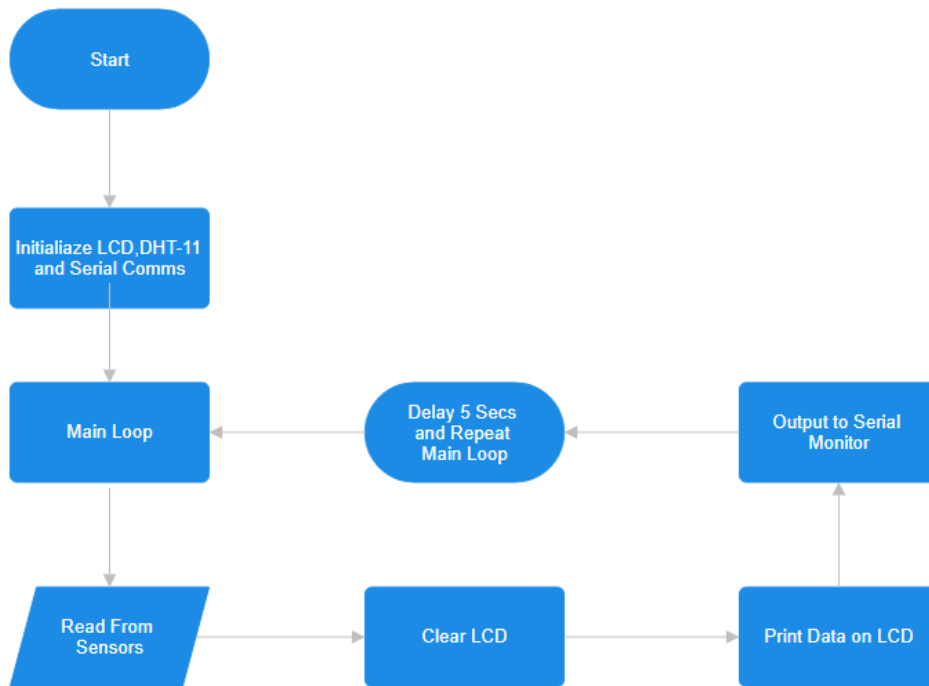 Start
Initialiaze LCD,DHT-11
and Serial Comms
Main Loop
Delay 5 Secs
and Repeat
Main Loop
Output to Serial
Monitor
Read From
Sensors
Clear LCD
Print Data on LCD